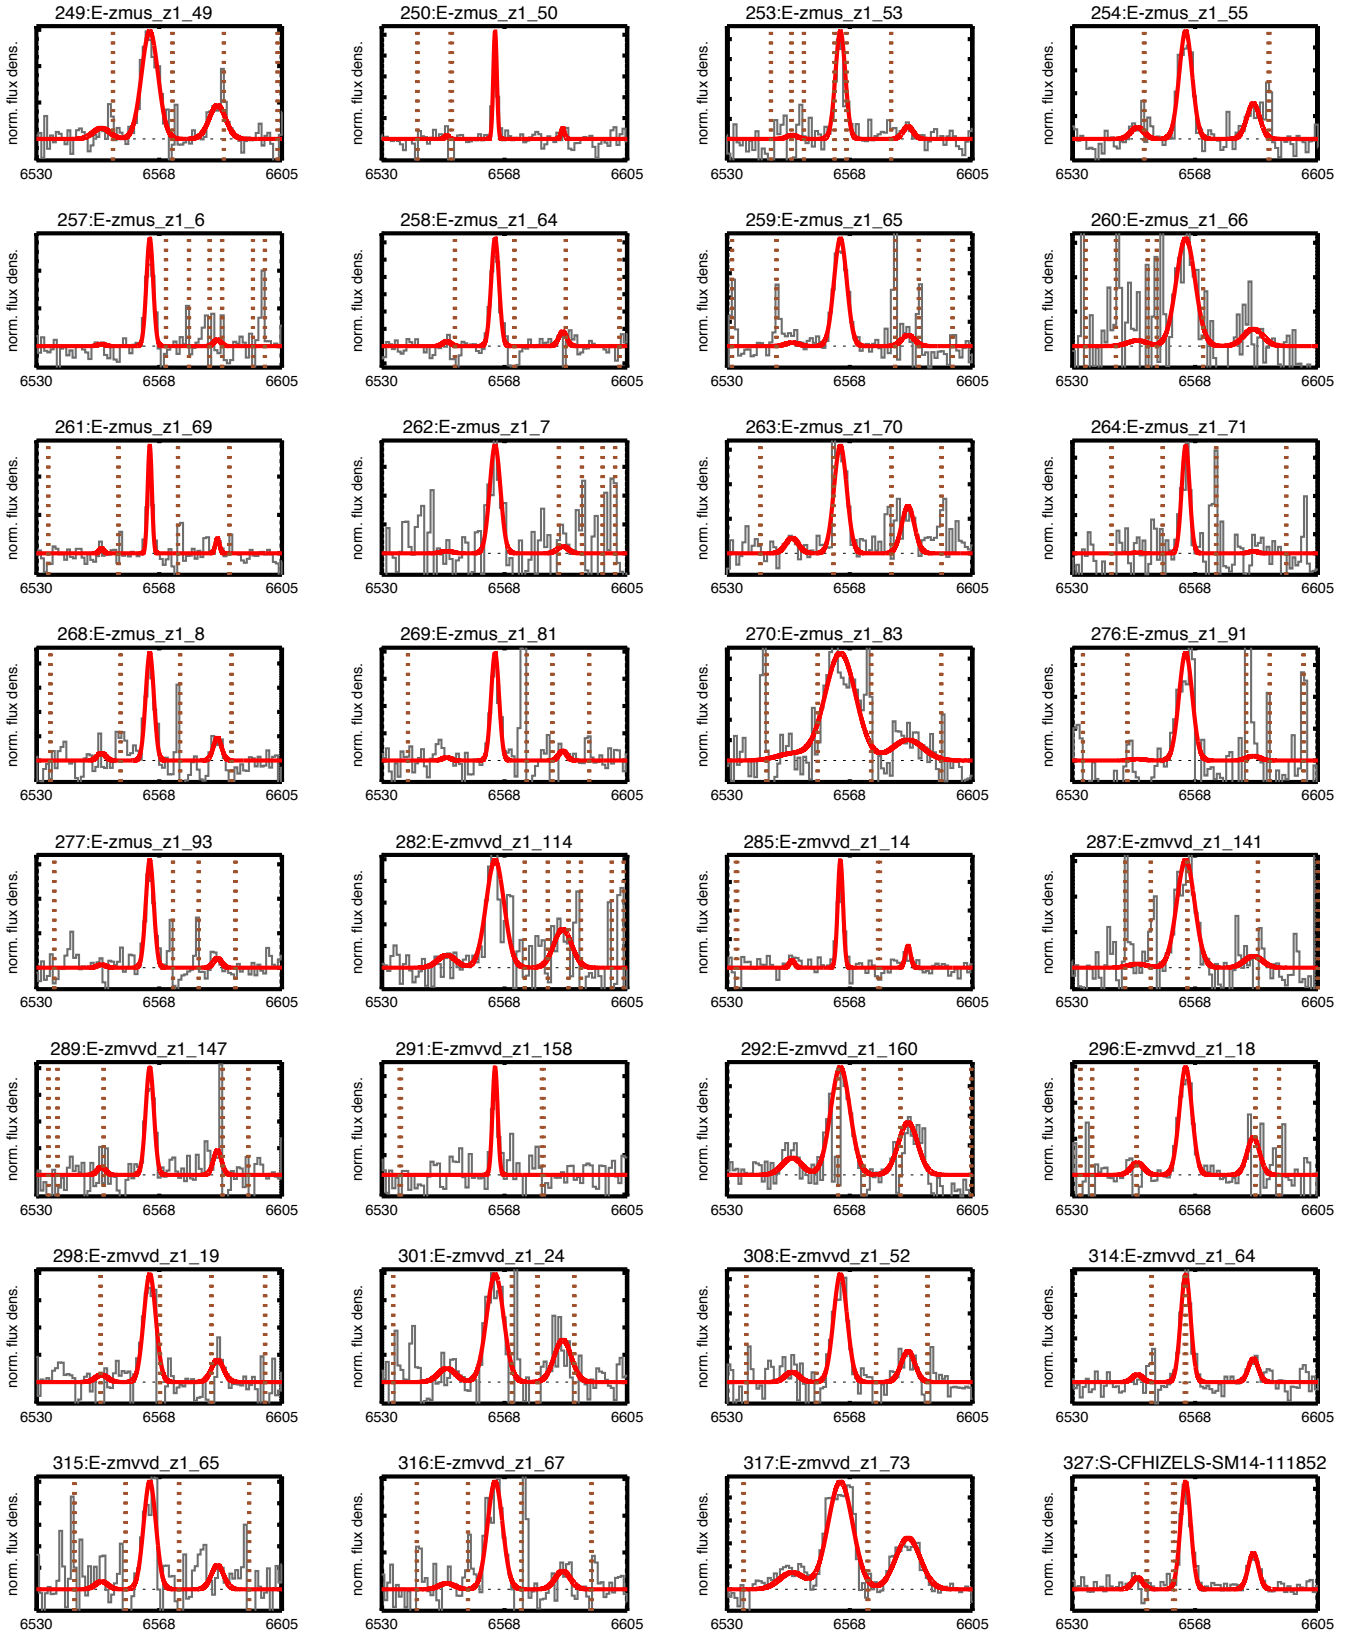 249:E-zmus_z1_49 250:E-zmus_z1_50 253:E-zmus_z1_53 254:E-zmus_z1_55
norm. flux dens. norm. flux dens. norm. flux dens. norm. flux dens.
6530 6568 6605 6530 6568 6605 6530 6568 6605 6530 6568 6605
257:E-zmus_z1_6 258:E-zmus_z1_64 259:E-zmus_z1_65 260:E-zmus_z1_66
norm. flux dens. norm. flux dens. norm. flux dens. norm. flux dens.
6530 6568 6605 6530 6568 6605 6530 6568 6605 6530 6568 6605
261:E-zmus_z1_69 262:E-zmus_z1_7 263:E-zmus_z1_70 264:E-zmus_z1_71
norm. flux dens. norm. flux dens. norm. flux dens. norm. flux dens.
6530 6568 6605 6530 6568 6605 6530 6568 6605 6530 6568 6605
268:E-zmus_z1_8 269:E-zmus_z1_81 270:E-zmus_z1_83 276:E-zmus_z1_91
norm. flux dens. norm. flux dens. norm. flux dens. norm. flux dens.
6530 6568 6605 6530 6568 6605 6530 6568 6605 6530 6568 6605
277:E-zmus_z1_93 282:E-zmvvd_z1_114 285:E-zmvvd_z1_14 287:E-zmvvd_z1_141
norm. flux dens. norm. flux dens. norm. flux dens. norm. flux dens.
6530 6568 6605 6530 6568 6605 6530 6568 6605 6530 6568 6605
289:E-zmvvd_z1_147 291:E-zmvvd_z1_158 292:E-zmvvd_z1_160 296:E-zmvvd_z1_18
norm. flux dens. norm. flux dens. norm. flux dens. norm. flux dens.
6530 6568 6605 6530 6568 6605 6530 6568 6605 6530 6568 6605
298:E-zmvvd_z1_19 301:E-zmvvd_z1_24 308:E-zmvvd_z1_52 314:E-zmvvd_z1_64
norm. flux dens. norm. flux dens. norm. flux dens. norm. flux dens.
6530 6568 6605 6530 6568 6605 6530 6568 6605 6530 6568 6605
315:E-zmvvd_z1_65 316:E-zmvvd_z1_67 317:E-zmvvd_z1_73 327:S-CFHIZELS-SM14-111852
norm. flux dens. norm. flux dens. norm. flux dens. norm. flux dens.
6530 6568 6605 6530 6568 6605 6530 6568 6605 6530 6568 6605